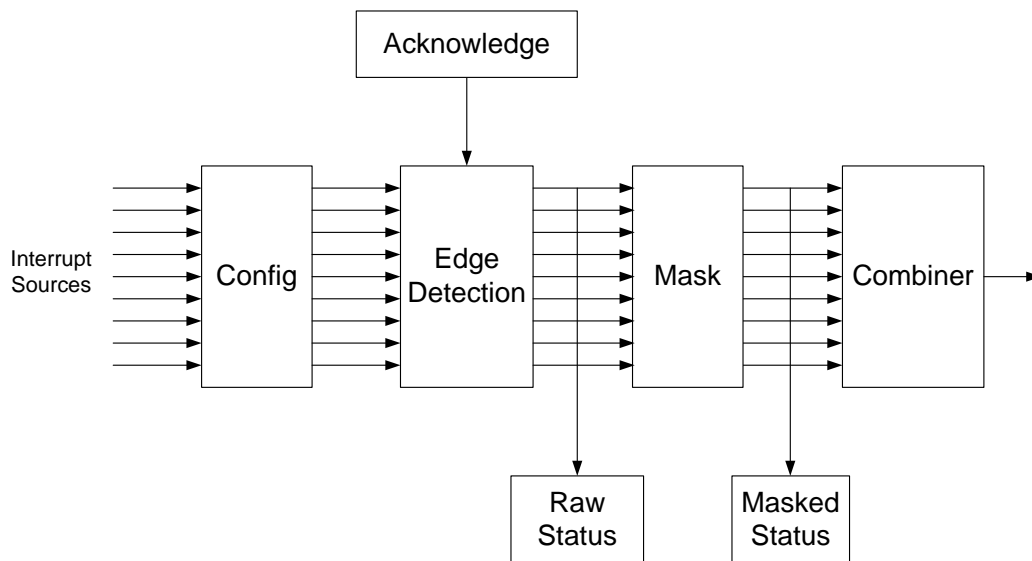 Acknowledge
Interrupt
Sources
Config
Edge
Detection
Mask
Combiner
Raw
Status
Masked
Status